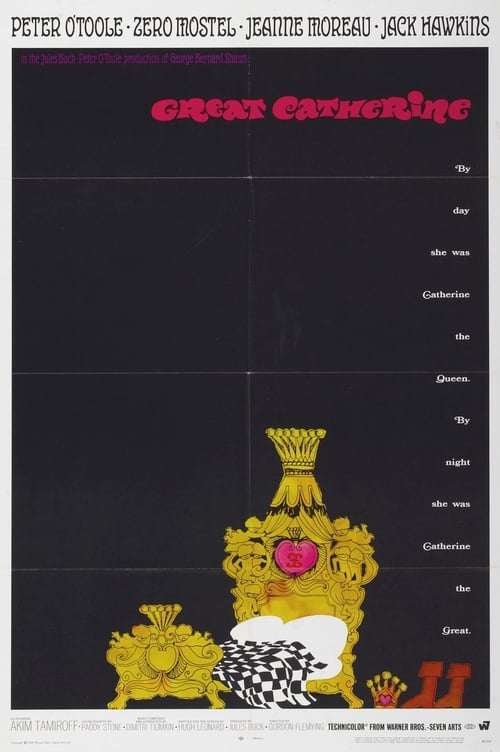 PETER O'TOOLE · ZERO MOSTEL · JEANNE MOREAU · JACK HAWKINS
in the Jules Buck-Peter O'Toole production of George Bernard Shaw's
GREAT CATHERINE
By
day
she was
Catherine
the
Queen.
By
night
she was
Catherine
the
Great.
AKIM TAMIROFF · PADDY STONE · DIMITRI TIOMKIN · HUGH LEONARD · JULES BUCK · GORDON FLEMYNG TECHNICOLOR® FROM WARNER BROS.-SEVEN ARTS W7